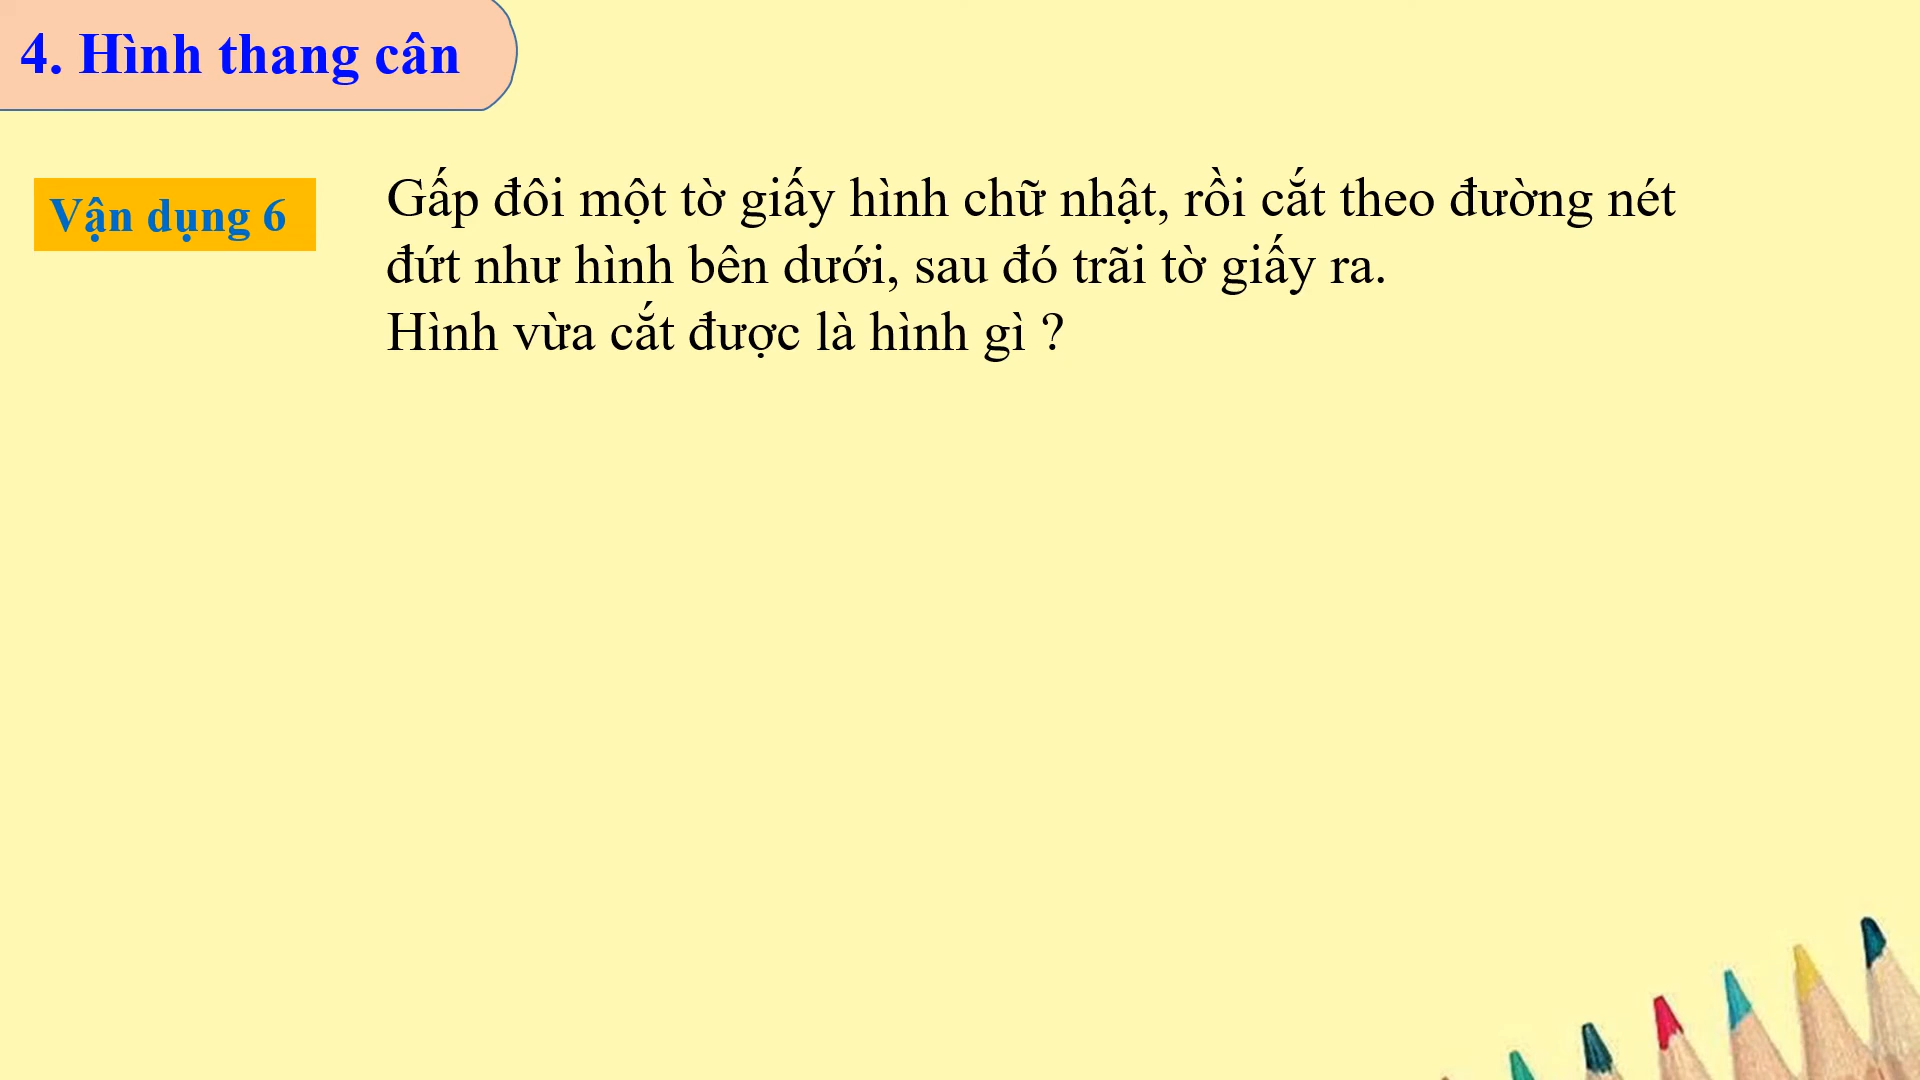 4. Hình thang cân
Vận dụng 6
Gấp đôi một tờ giấy hình chữ nhật, rồi cắt theo đường nét
đứt như hình bên dưới, sau đó trãi tờ giấy ra.
Hình vừa cắt được là hình gì ?